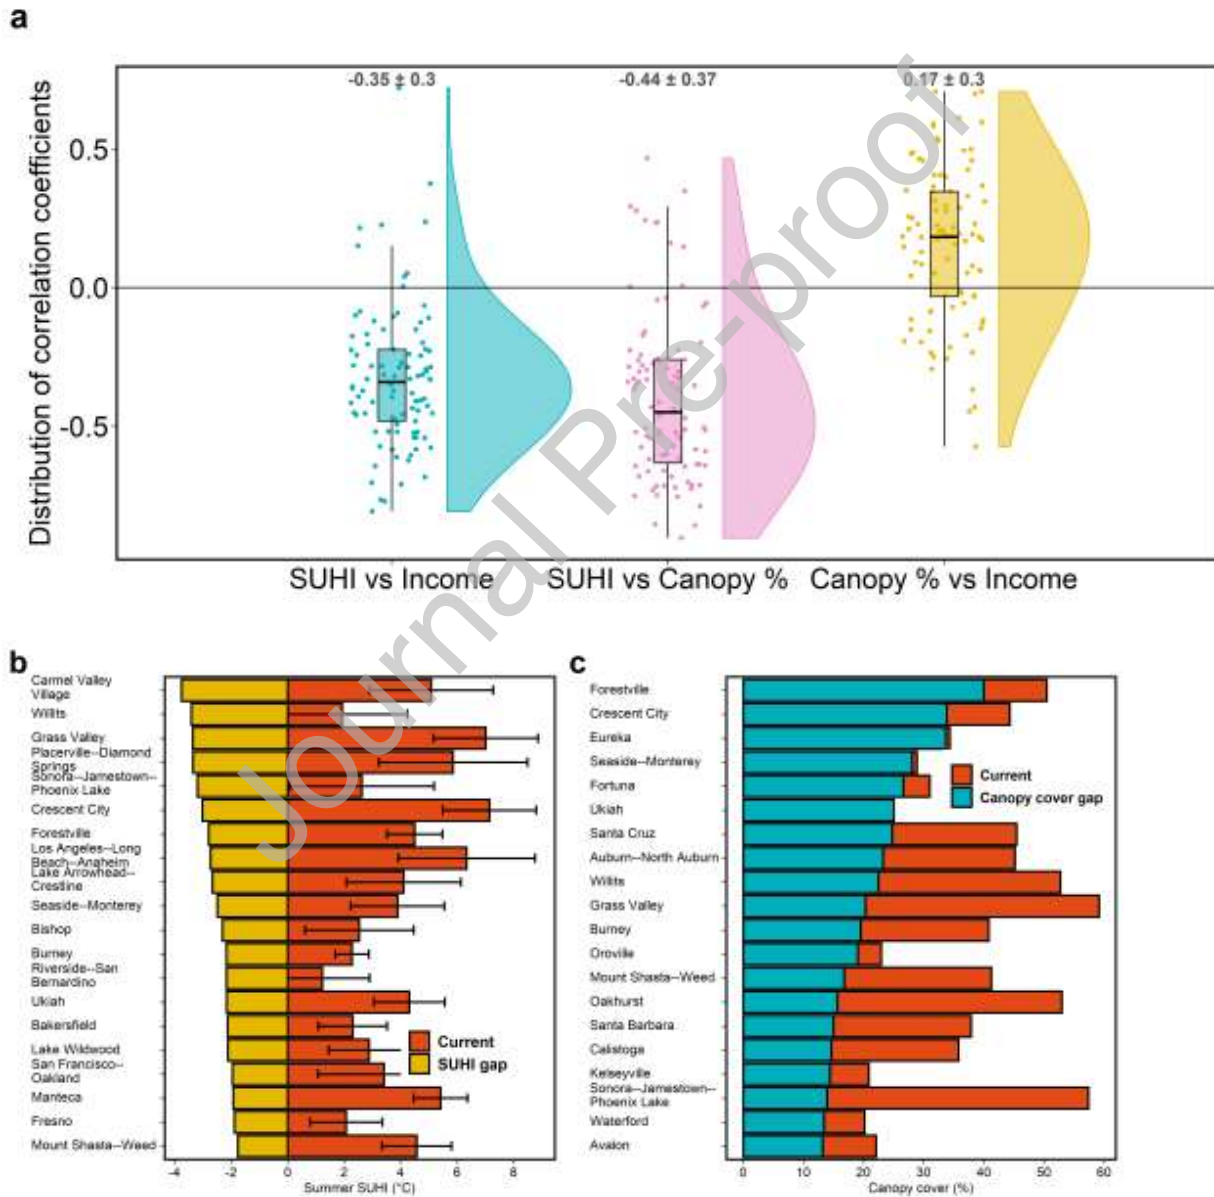 a
-0.35 ± 0.3
-0.44 ± 0.37
0.17 ± 0.3
Distribution of correlation coefficients
0.5
0.0
-0.5
SUHI vs Income
SUHI vs Canopy %
Canopy % vs Income
Journal Pre-proof
b
Carmel Valley
Village
Willits
Grass Valley
Placerville--Diamond
Springs
Sonora--Jamestown--
Phoenix Lake
Crescent City
Forestville
Los Angeles--Long
Beach--Anaheim
Lake Arrowhead--
Crestline
Seaside--Monterey
Bishop
Burney
Riverside--San
Bernardino
Ukiah
Bakersfield
Lake Wildwood
San Francisco--
Oakland
Manteca
Fresno
Mount Shasta--Weed
Current
SUHI gap
-4 -2 0 2 4 6 8
Summer SUHI (°C)
c
Forestville
Crescent City
Eureka
Seaside--Monterey
Fortuna
Ukiah
Santa Cruz
Auburn--North Auburn
Willits
Grass Valley
Burney
Oroville
Mount Shasta--Weed
Oakhurst
Santa Barbara
Calistoga
Kelseyville
Sonora--Jamestown--
Phoenix Lake
Waterford
Avalon
Current
Canopy cover gap
0 10 20 30 40 50 60
Canopy cover (%)